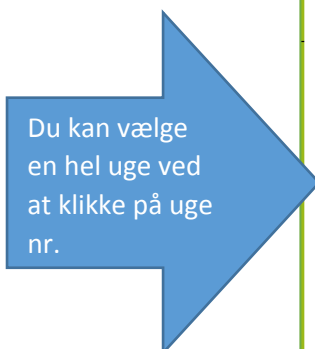 Du kan vælge
en hel uge ved
at klikke på uge
nr.